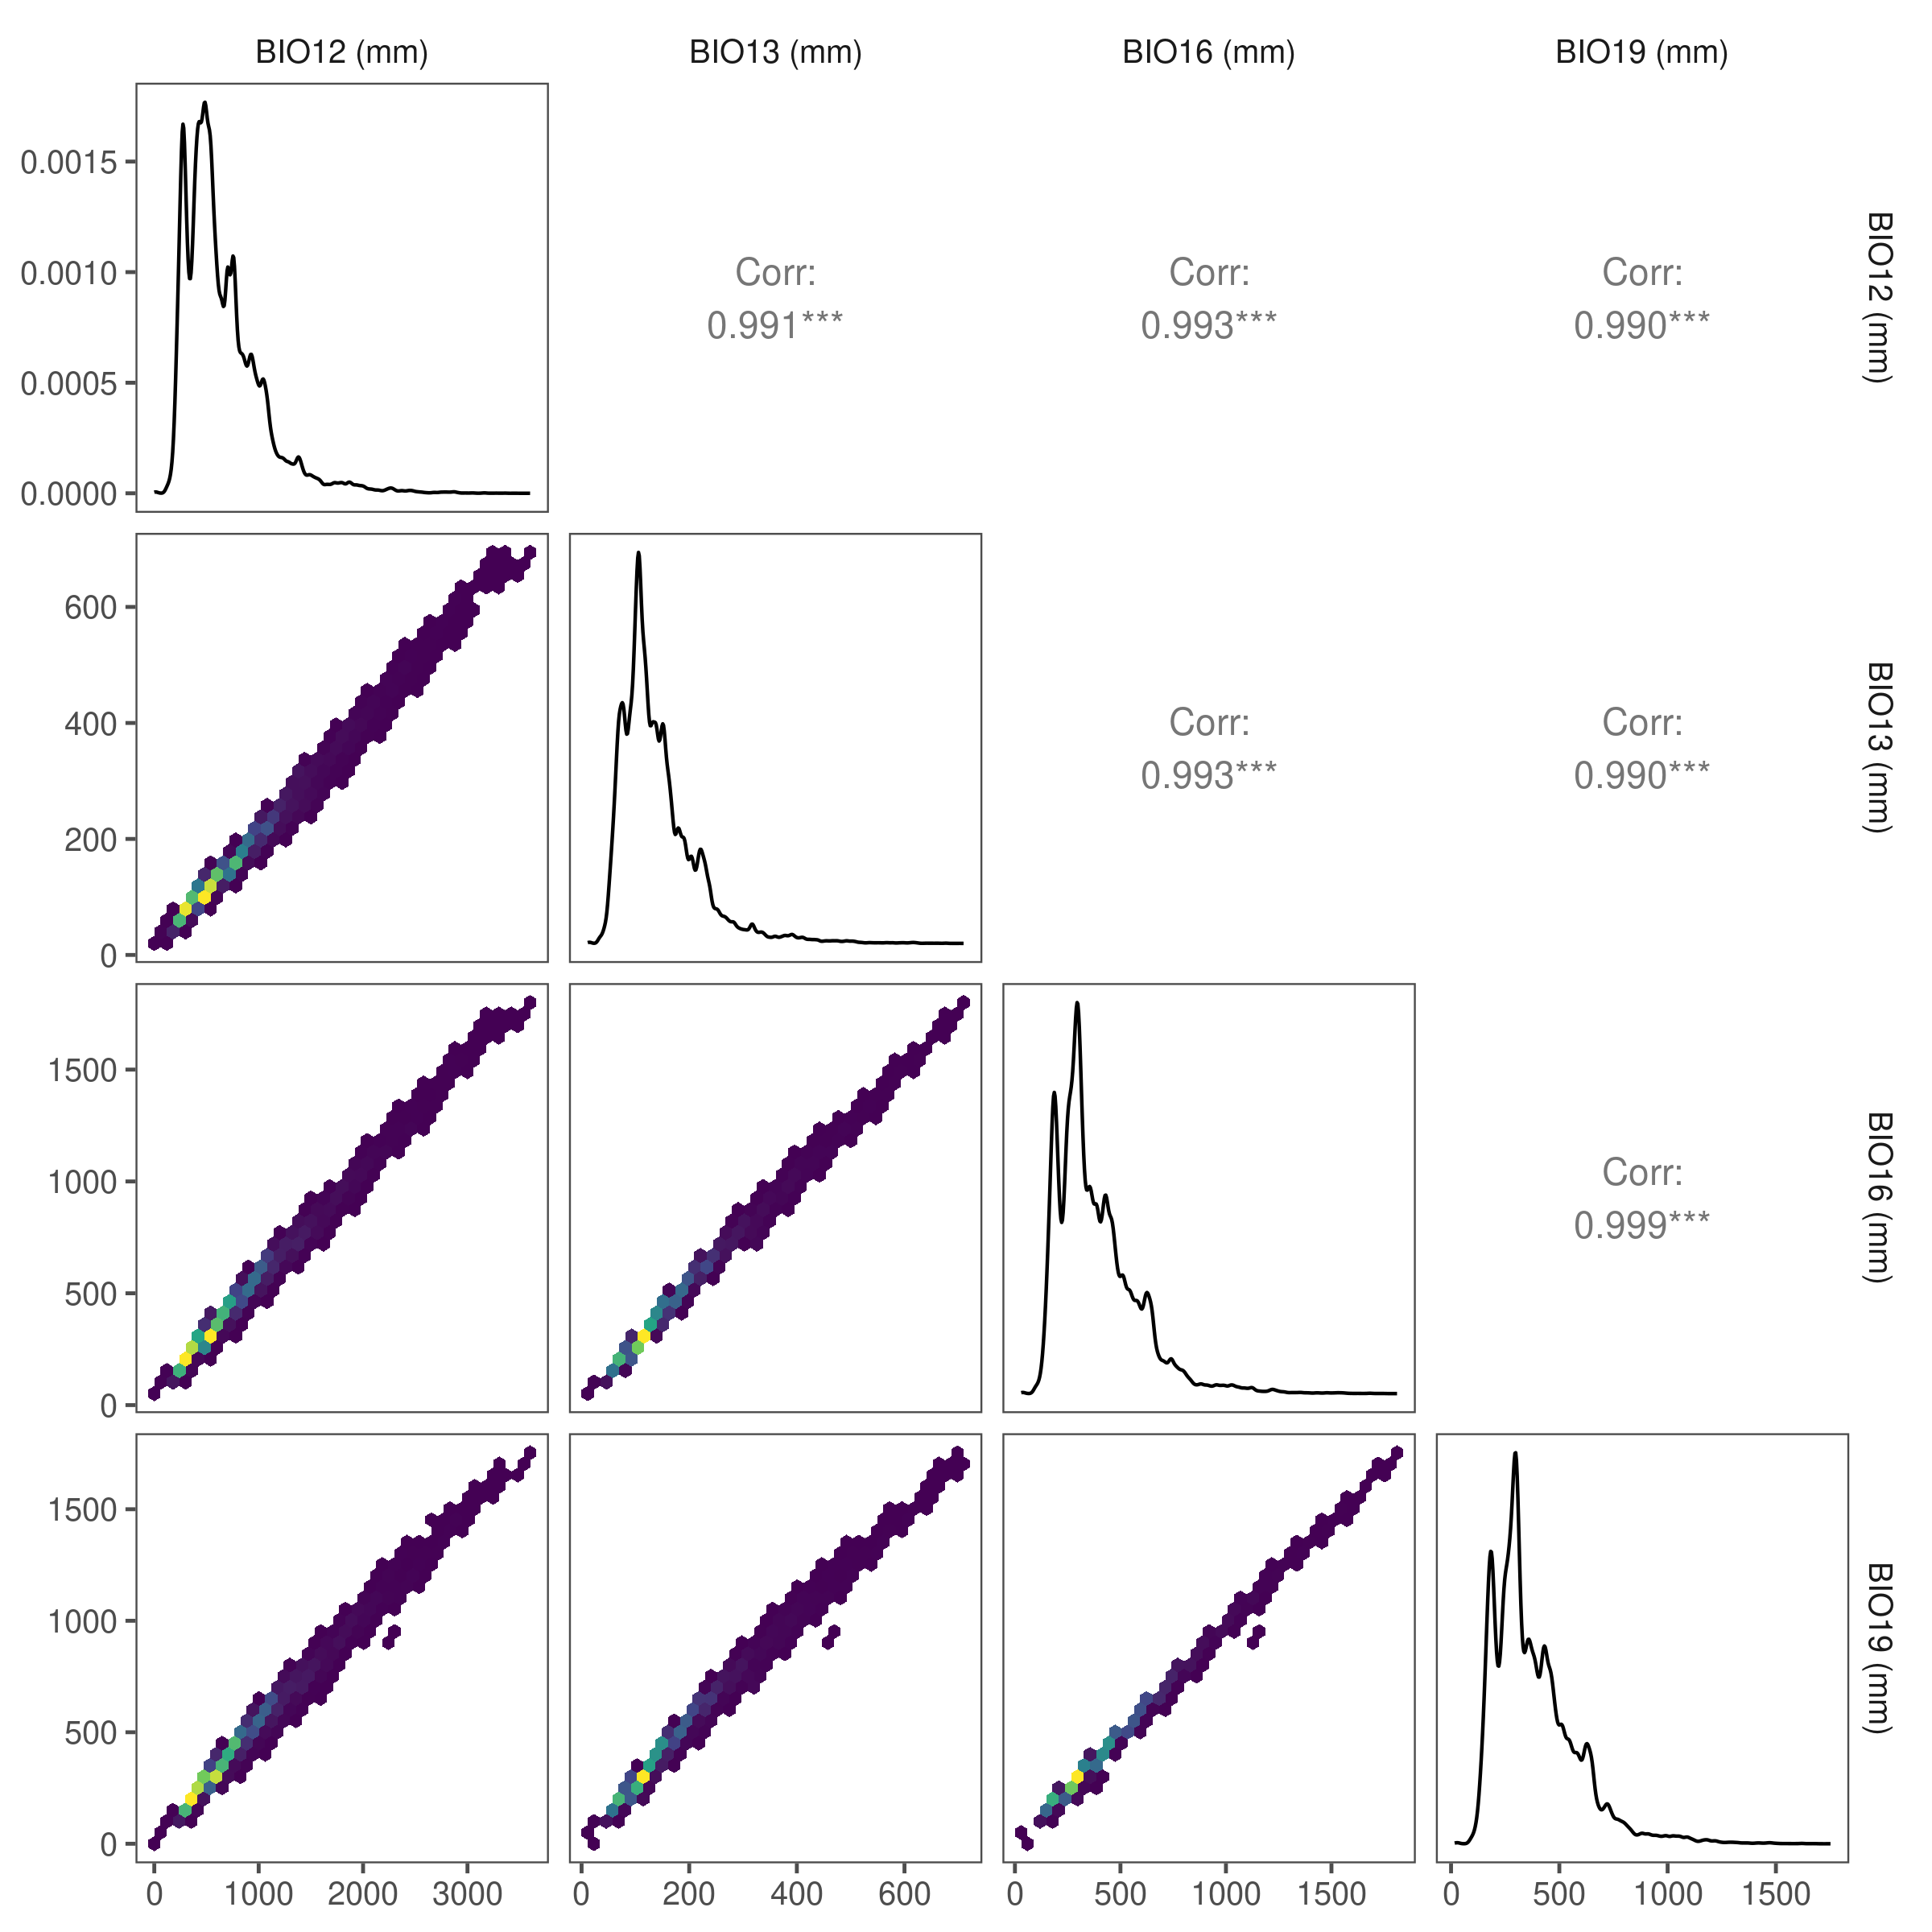 BIO12 (mm) BIO13 (mm) BIO16 (mm) BIO19 (mm)
0.0015
0.0010
0.0005
0.0000
Corr:
0.991***
Corr:
0.993***
Corr:
0.990***
BIO12 (mm)
600
400
200
0
Corr:
0.993***
Corr:
0.990***
BIO13 (mm)
1500
1000
500
0
Corr:
0.999***
BIO16 (mm)
1500
1000
500
0
BIO19 (mm)
0 1000 2000 3000
0 200 400 600
0 500 1000 1500
0 500 1000 1500